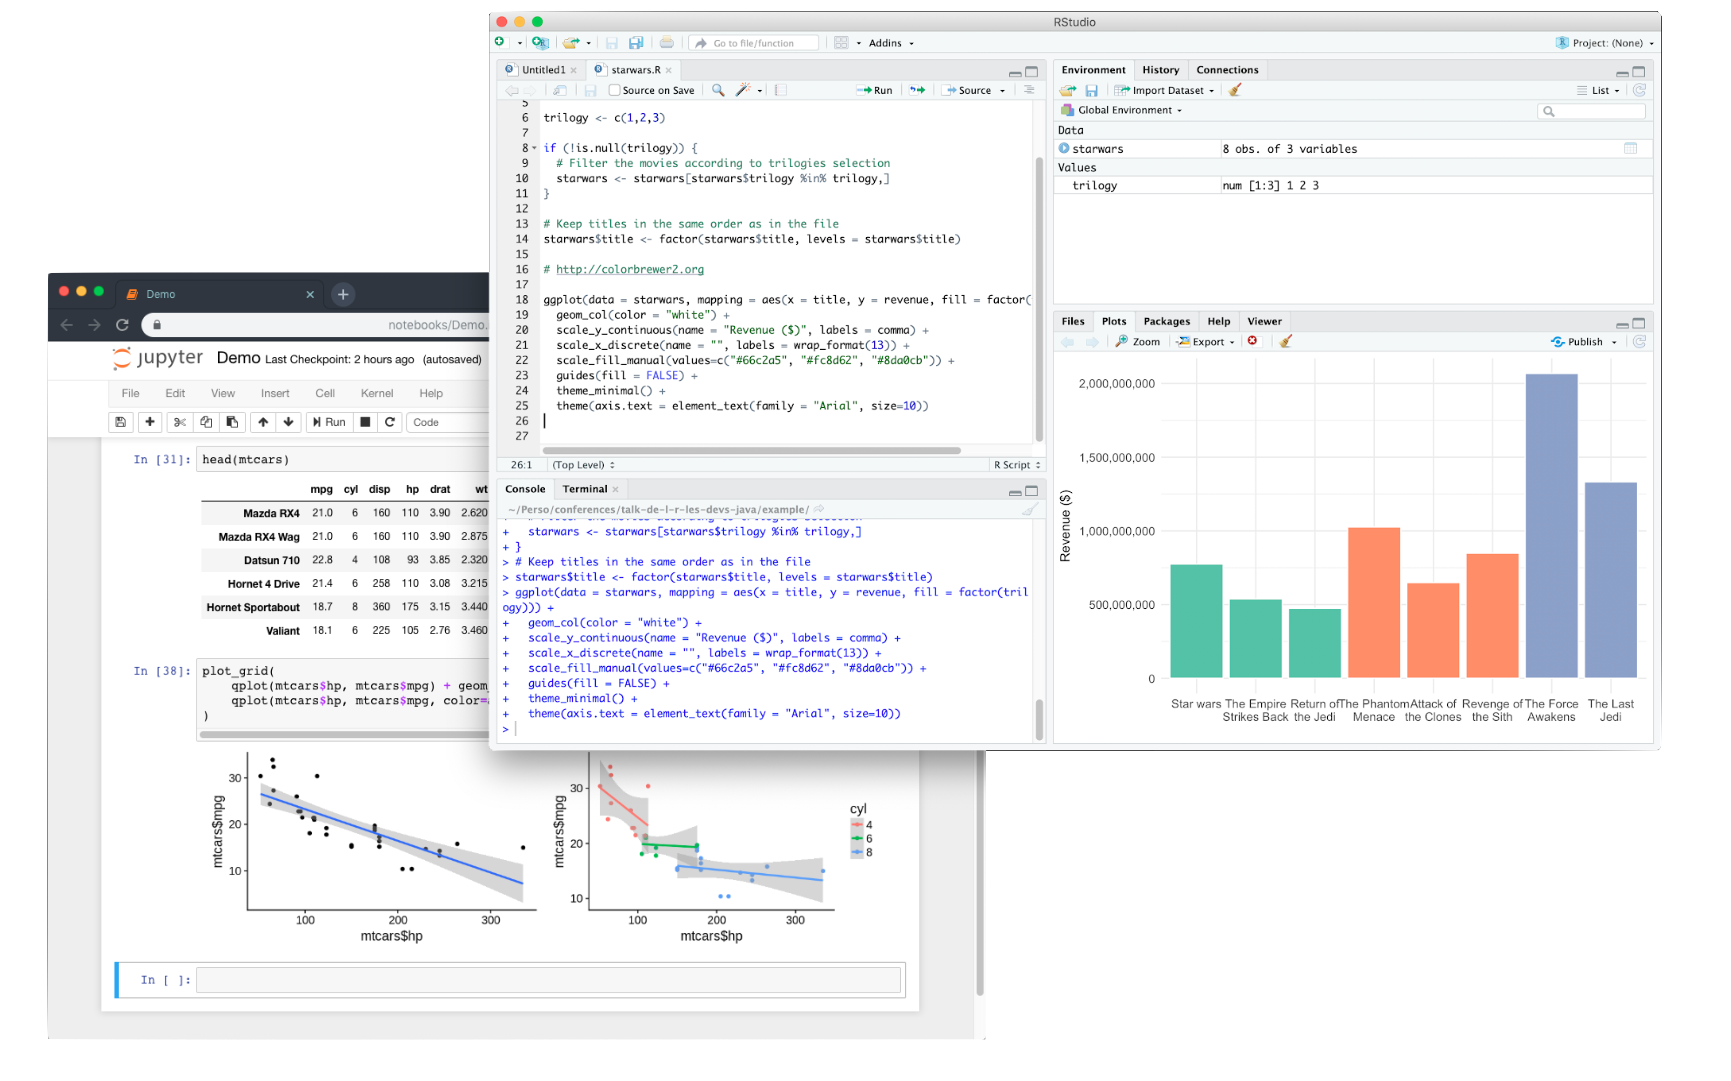 RStudio
Go to file/function
Addins
Project: (None)
Untitled1
starwars.R
Source on Save
Run
Source
5
6 trilogy <- c(1,2,3)
7
8 if (!is.null(trilogy)) {
9 # Filter the movies according to trilogies selection
10 starwars <- starwars[starwars$trilogy %in% trilogy,]
11 }
12
13 # Keep titles in the same order as in the file
14 starwars$title <- factor(starwars$title, levels = starwars$title)
15
16 # http://colorbrewer2.org
17
18 ggplot(data = starwars, mapping = aes(x = title, y = revenue, fill = factor(
19 geom_col(color = "white") +
20 scale_y_continuous(name = "Revenue ($)", labels = comma) +
21 scale_x_discrete(name = "", labels = wrap_format(13)) +
22 scale_fill_manual(values=c("#66c2a5", "#fc8d62", "#8da0cb")) +
23 guides(fill = FALSE) +
24 theme_minimal() +
25 theme(axis.text = element_text(family = "Arial", size=10))
26
27
26:1 (Top Level) R Script
Console Terminal
~/Perso/conferences/talk-de-l-r-les-devs-java/example/
+ # Filter the movies according to trilogies selection
+ starwars <- starwars[starwars$trilogy %in% trilogy,]
+ }
> # Keep titles in the same order as in the file
> starwars$title <- factor(starwars$title, levels = starwars$title)
> ggplot(data = starwars, mapping = aes(x = title, y = revenue, fill = factor(tril
ogy))) +
+ geom_col(color = "white") +
+ scale_y_continuous(name = "Revenue ($)", labels = comma) +
+ scale_x_discrete(name = "", labels = wrap_format(13)) +
+ scale_fill_manual(values=c("#66c2a5", "#fc8d62", "#8da0cb")) +
+ guides(fill = FALSE) +
+ theme_minimal() +
+ theme(axis.text = element_text(family = "Arial", size=10))
>
Environment History Connections
Import Dataset
List
Global Environment
Data
starwars 8 obs. of 3 variables
Values
trilogy num [1:3] 1 2 3
Files Plots Packages Help Viewer
Zoom Export Publish
2,000,000,000
1,500,000,000
1,000,000,000
500,000,000
0
Revenue ($)
Star wars The Empire Return of The Phantom Attack of Revenge of The Force The Last
Strikes Back the Jedi Menace the Clones the Sith Awakens Jedi
Demo
notebooks/Demo.
jupyter Demo Last Checkpoint: 2 hours ago (autosaved)
File Edit View Insert Cell Kernel Help
Run Code
In [31]: head(mtcars)
mpg cyl disp hp drat wt
Mazda RX4 21.0 6 160 110 3.90 2.620
Mazda RX4 Wag 21.0 6 160 110 3.90 2.875
Datsun 710 22.8 4 108 93 3.85 2.320
Hornet 4 Drive 21.4 6 258 110 3.08 3.215
Hornet Sportabout 18.7 8 360 175 3.15 3.440
Valiant 18.1 6 225 105 2.76 3.460
In [38]: plot_grid(
qplot(mtcars$hp, mtcars$mpg) + geom_
qplot(mtcars$hp, mtcars$mpg, color=
)
30
20
10
mtcars$mpg
100 200 300
mtcars$hp
30
20
10
mtcars$mpg
100 200 300
mtcars$hp
cyl
4
6
8
In [ ]: